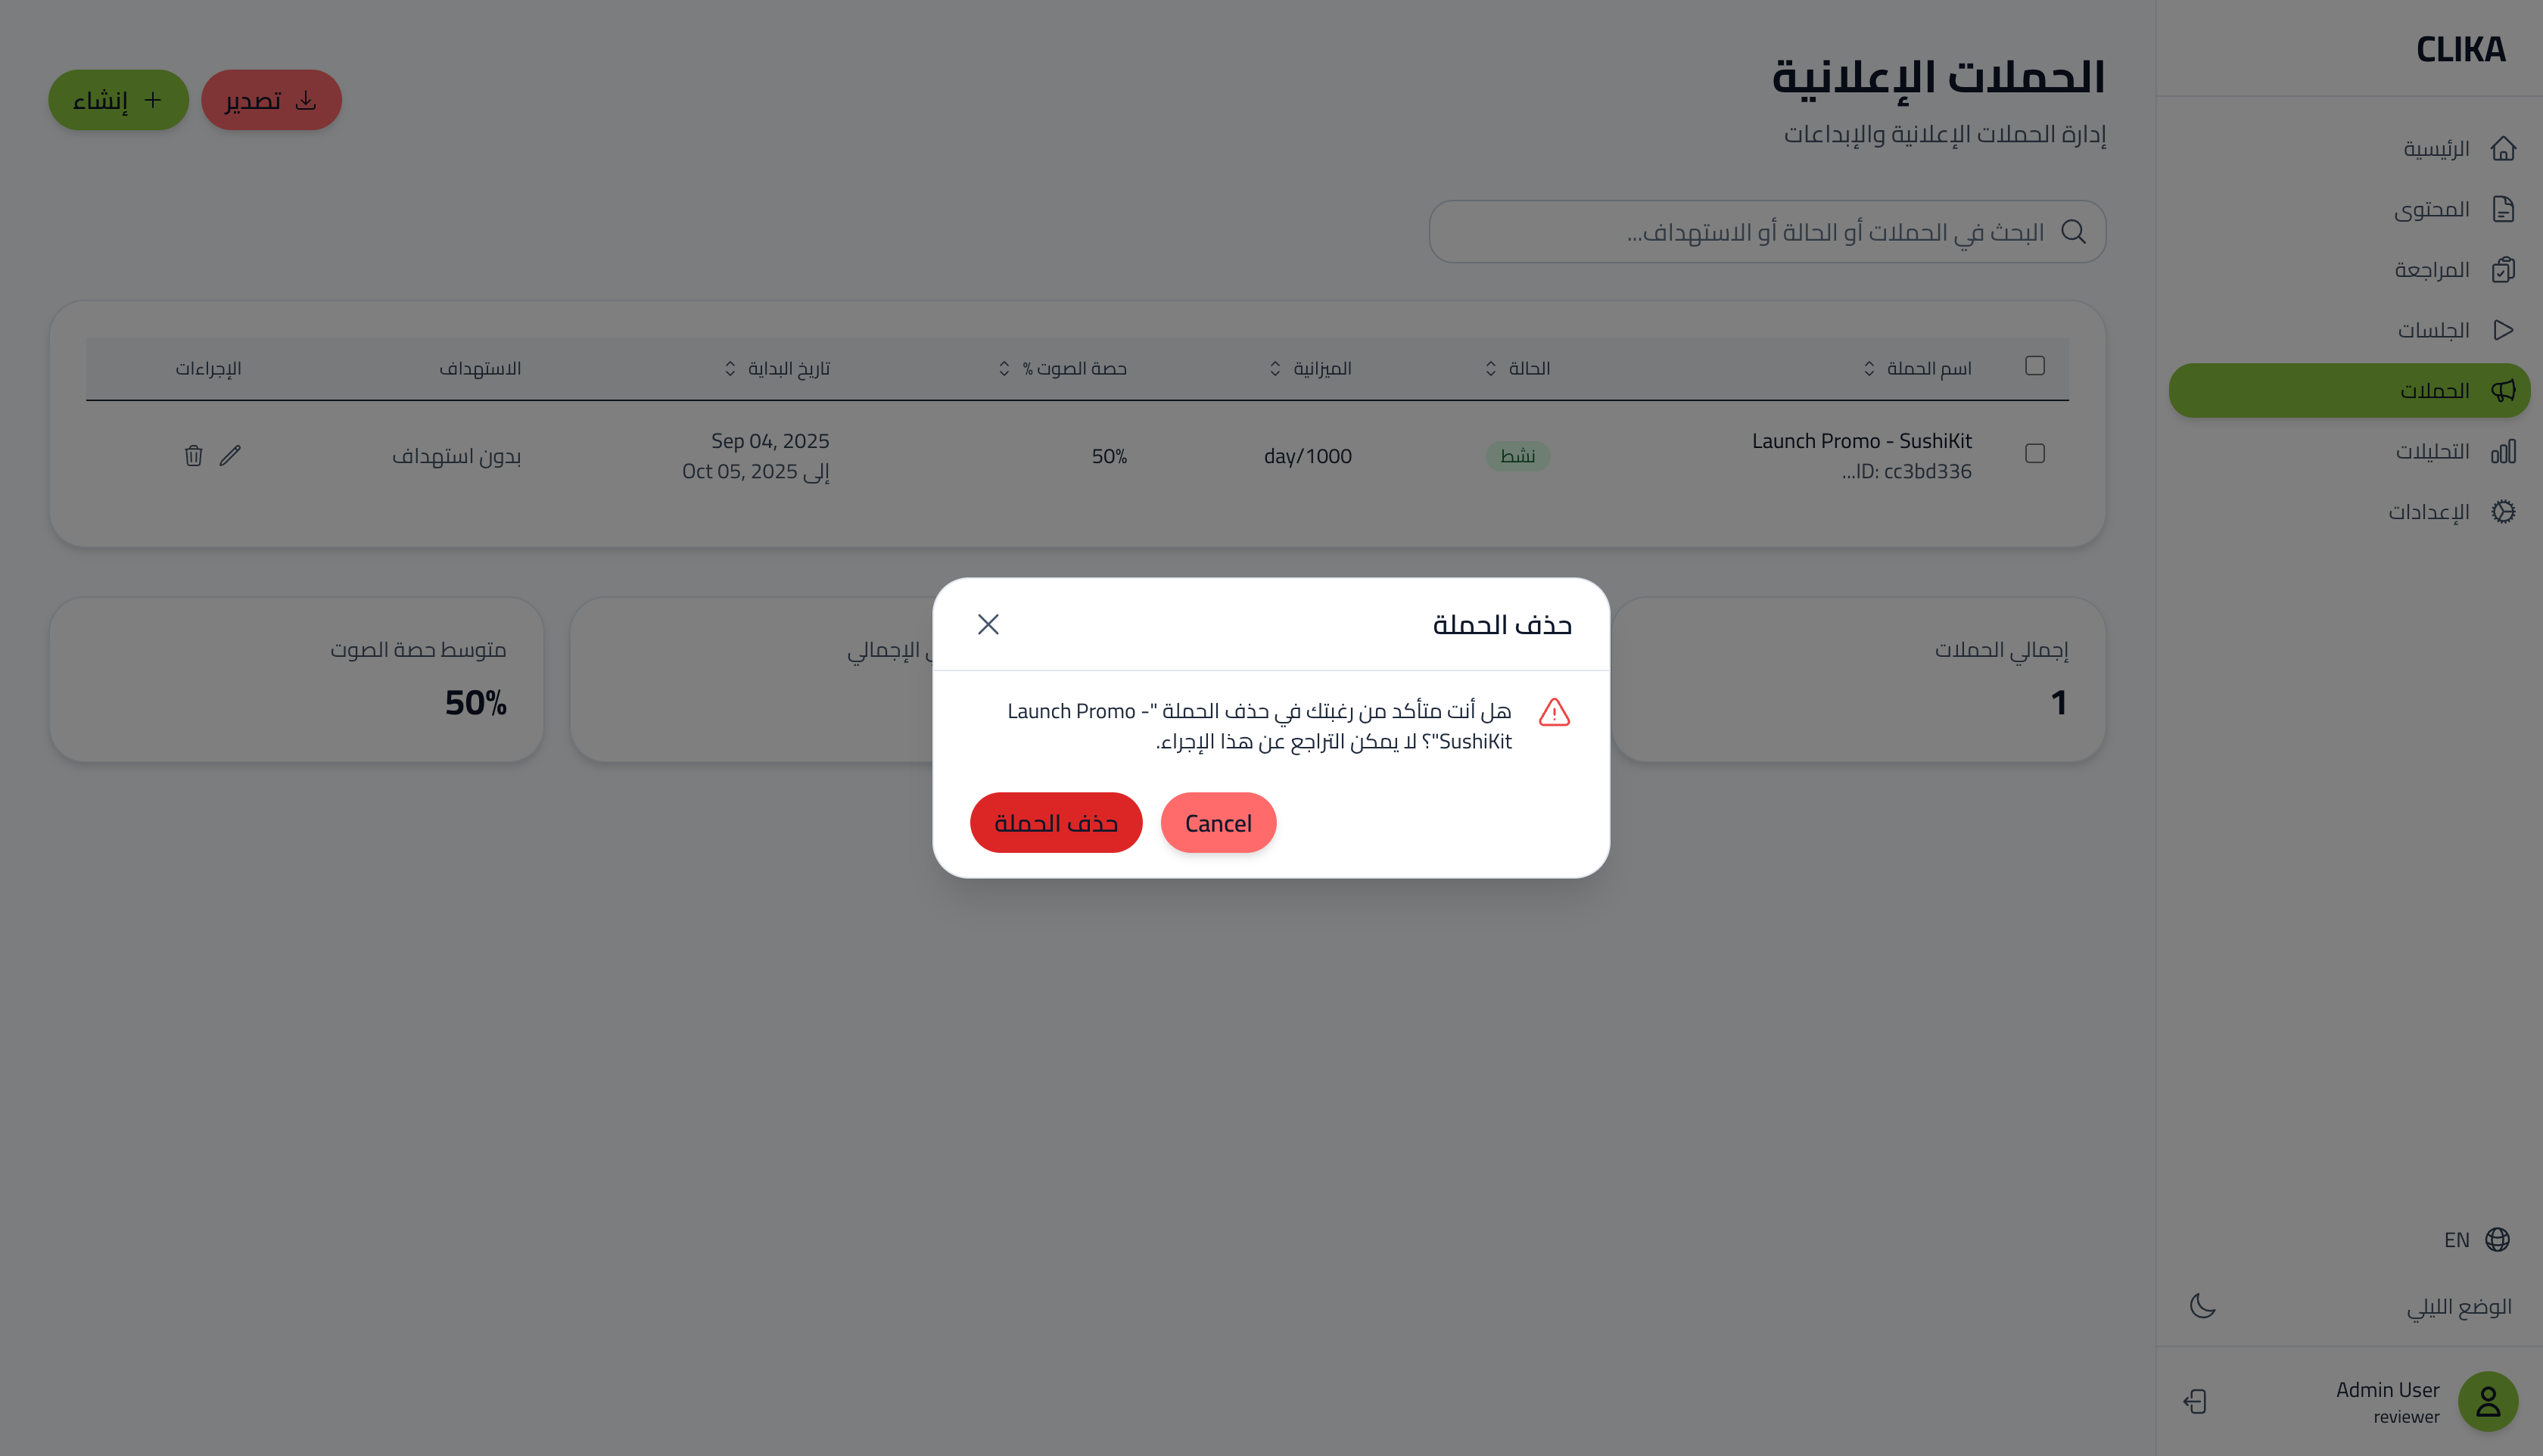 CLIKA
الرئيسية
المحتوى
المراجعة
الجلسات
الحملات
التحليلات
الإعدادات
EN
الوضع الليلي
Admin User
reviewer
الحملات الإعلانية
إدارة الحملات الإعلانية والإبداعات
تصدير
إنشاء
البحث في الحملات أو الحالة أو الاستهداف...
اسم الحملة الحالة الميزانية حصة الصوت % تاريخ البداية الاستهداف الإجراءات
Launch Promo - SushiKit
ID: cc3bd336...
نشط
day/1000
50%
Sep 04, 2025
إلى Oct 05, 2025
بدون استهداف
إجمالي الحملات
1
الإجمالي
متوسط حصة الصوت
50%
حذف الحملة
هل أنت متأكد من رغبتك في حذف الحملة "Launch Promo -
SushiKit"؟ لا يمكن التراجع عن هذا الإجراء.
Cancel
حذف الحملة